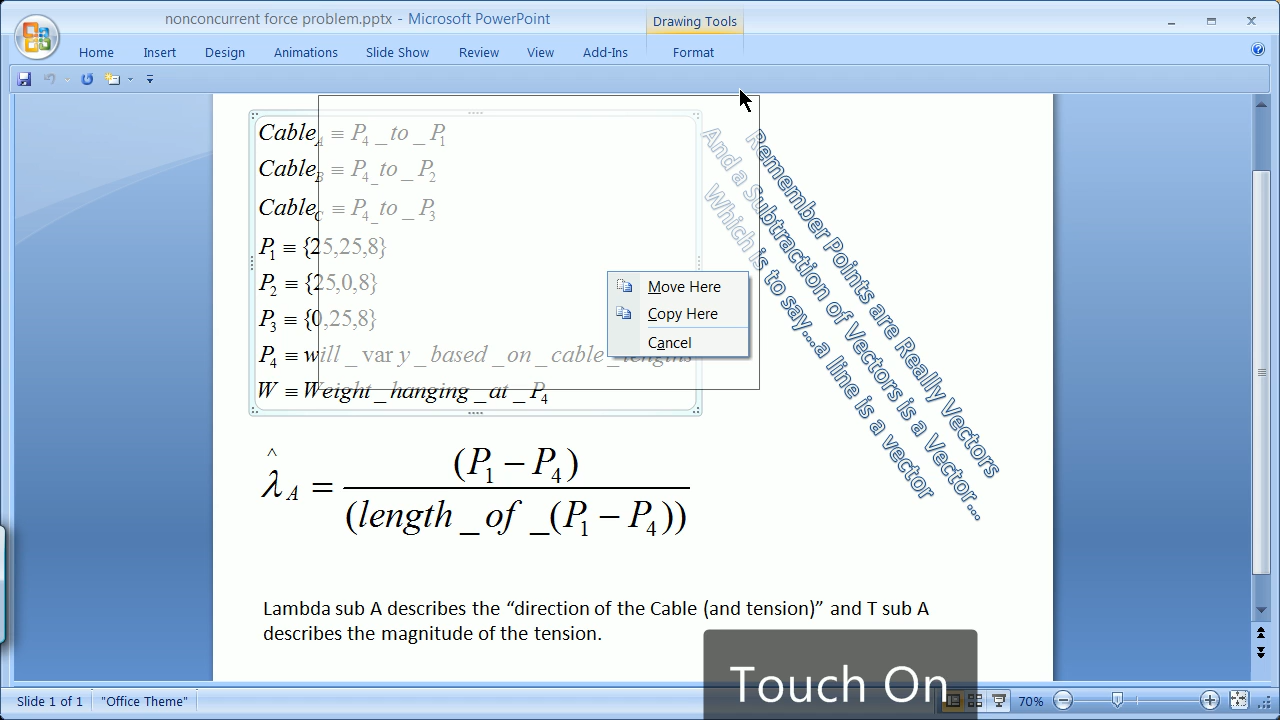 nonconcurrent force problem.pptx - Microsoft PowerPoint
Drawing Tools
Home Insert Design Animations Slide Show Review View Add-Ins Format
Cable_A ≡ P_4 _to _P_1
Cable_B ≡ P_4_to _P_2
Cable_C ≡ P_4_to _P_3
P_1 ≡ {25,25,8}
P_2 ≡ {25,0,8}
P_3 ≡ {0,25,8}
P_4 ≡ will _var y _based _on _cable _lengths
W ≡ Weight _hanging _at _P_4
Remember Points are Really Vectors
And a Subtraction of Vectors is a Vector...
Which is to say...a line is a vector
Move Here
Copy Here
Cancel
λ^_A = (P_1 − P_4) / (length _of _(P_1 − P_4))
Lambda sub A describes the “direction of the Cable (and tension)” and T sub A
describes the magnitude of the tension.
Touch On
Slide 1 of 1 "Office Theme" 70%